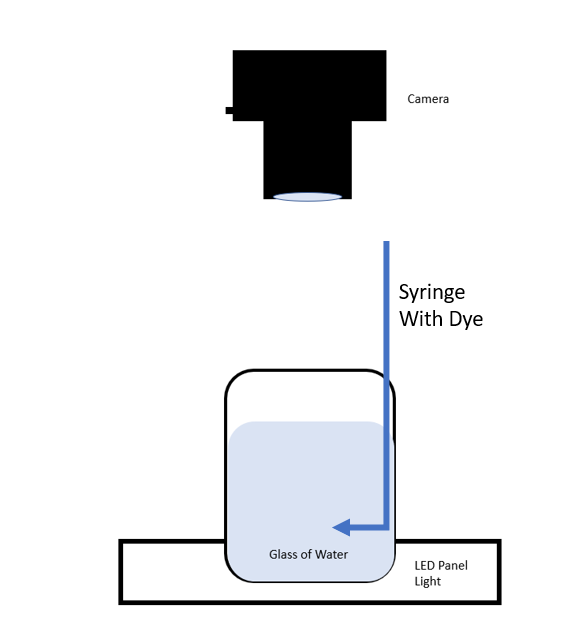 Camera
Syringe
With Dye
Glass of Water
LED Panel
Light